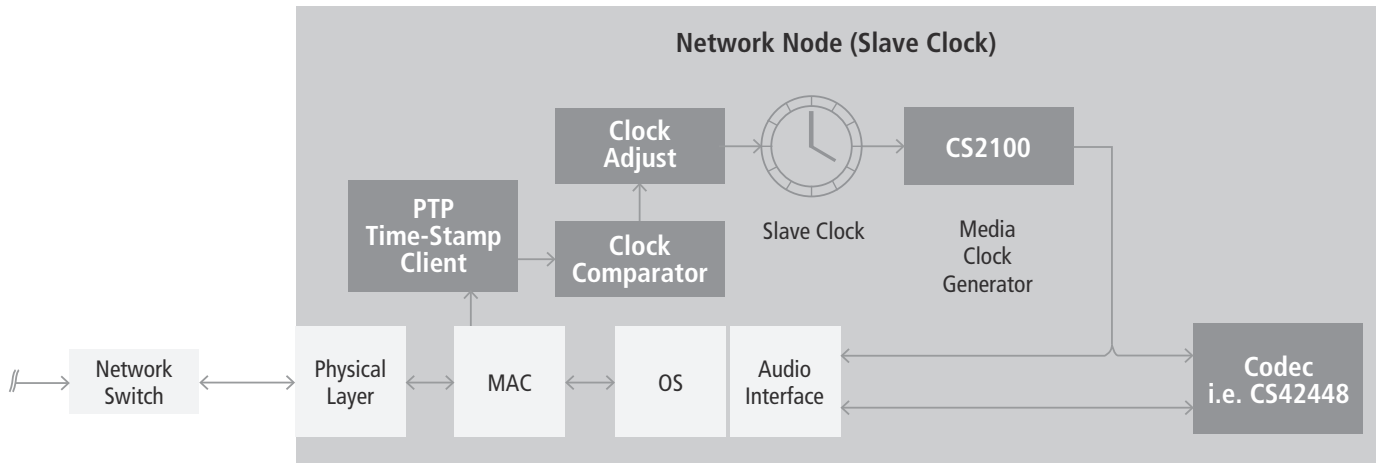 Network Node (Slave Clock)
Clock
Adjust
CS2100
PTP
Time-Stamp
Client
Clock
Comparator
Slave Clock
Media
Clock
Generator
Network
Switch
Physical
Layer
MAC
OS
Audio
Interface
Codec
i.e. CS42448